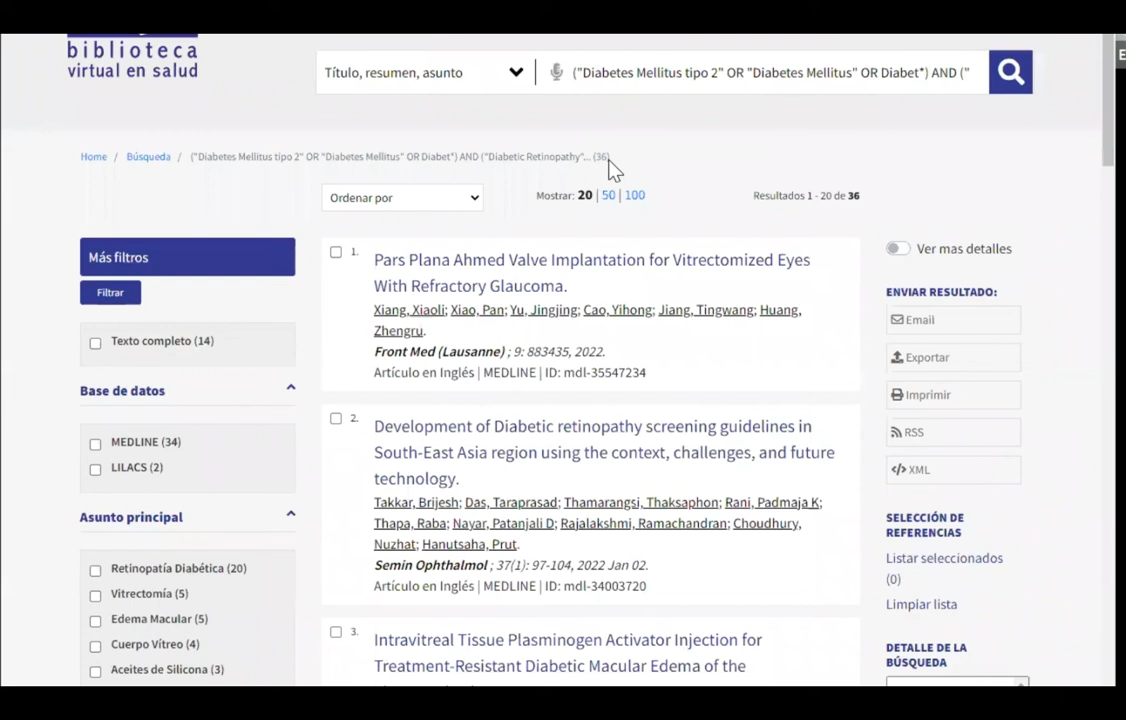 biblioteca
virtual en salud
Título, resumen, asunto
("Diabetes Mellitus tipo 2" OR "Diabetes Mellitus" OR Diabet*) AND ("
Home / Búsqueda / ("Diabetes Mellitus tipo 2" OR "Diabetes Mellitus" OR Diabet*) AND ("Diabetic Retinopathy"... (36)
Ordenar por
Mostrar: 20 | 50 | 100
Resultados 1 - 20 de 36
Más filtros
Filtrar
Texto completo (14)
Base de datos
MEDLINE (34)
LILACS (2)
Asunto principal
Retinopatía Diabética (20)
Vitrectomía (5)
Edema Macular (5)
Cuerpo Vítreo (4)
Aceites de Silicona (3)
1. Pars Plana Ahmed Valve Implantation for Vitrectomized Eyes
With Refractory Glaucoma.
Xiang, Xiaoli; Xiao, Pan; Yu, Jingjing; Cao, Yihong; Jiang, Tingwang; Huang,
Zhengru.
Front Med (Lausanne) ; 9: 883435, 2022.
Artículo en Inglés | MEDLINE | ID: mdl-35547234
2. Development of Diabetic retinopathy screening guidelines in
South-East Asia region using the context, challenges, and future
technology.
Takkar, Brijesh; Das, Taraprasad; Thamarangsi, Thaksaphon; Rani, Padmaja K;
Thapa, Raba; Nayar, Patanjali D; Rajalakshmi, Ramachandran; Choudhury,
Nuzhat; Hanutsaha, Prut.
Semin Ophthalmol ; 37(1): 97-104, 2022 Jan 02.
Artículo en Inglés | MEDLINE | ID: mdl-34003720
3. Intravitreal Tissue Plasminogen Activator Injection for
Treatment-Resistant Diabetic Macular Edema of the
Ver mas detalles
ENVIAR RESULTADO:
Email
Exportar
Imprimir
RSS
</> XML
SELECCIÓN DE
REFERENCIAS
Listar seleccionados
(0)
Limpiar lista
DETALLE DE LA
BÚSQUEDA
E